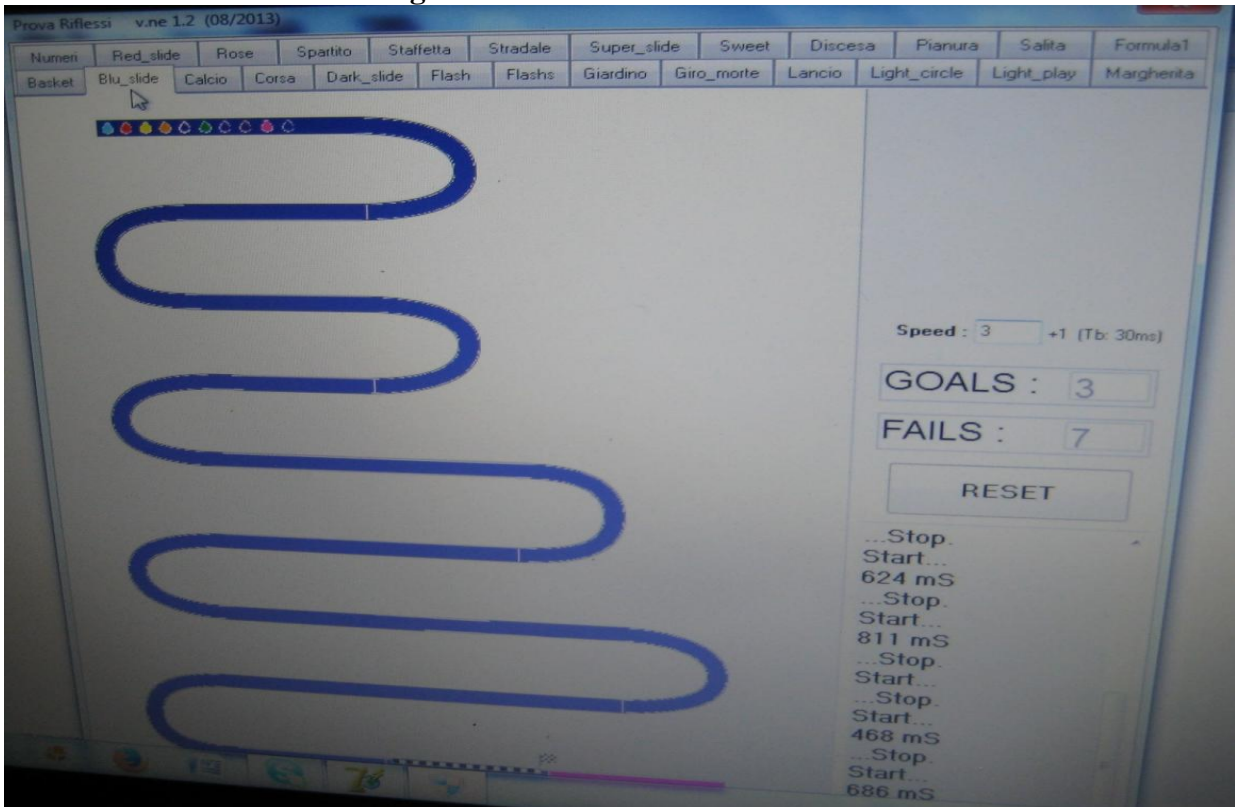 Prova Riflessi v.ne 1.2 (08/2013)
Numeri Red_slide Rose Spartito Staffetta Stradale Super_slide Sweet Discesa Pianura Salita Formula1
Basket Blu_slide Calcio Corsa Dark_slide Flash Flashs Giardino Giro_morte Lancio Light_circle Light_play Margherita
Speed : 3 +1 (Tb: 30ms)
GOALS : 3
FAILS : 7
RESET
...Stop.
Start...
624 mS
...Stop.
Start...
811 mS
...Stop.
Start...
...Stop.
Start...
468 mS
...Stop.
Start...
686 mS